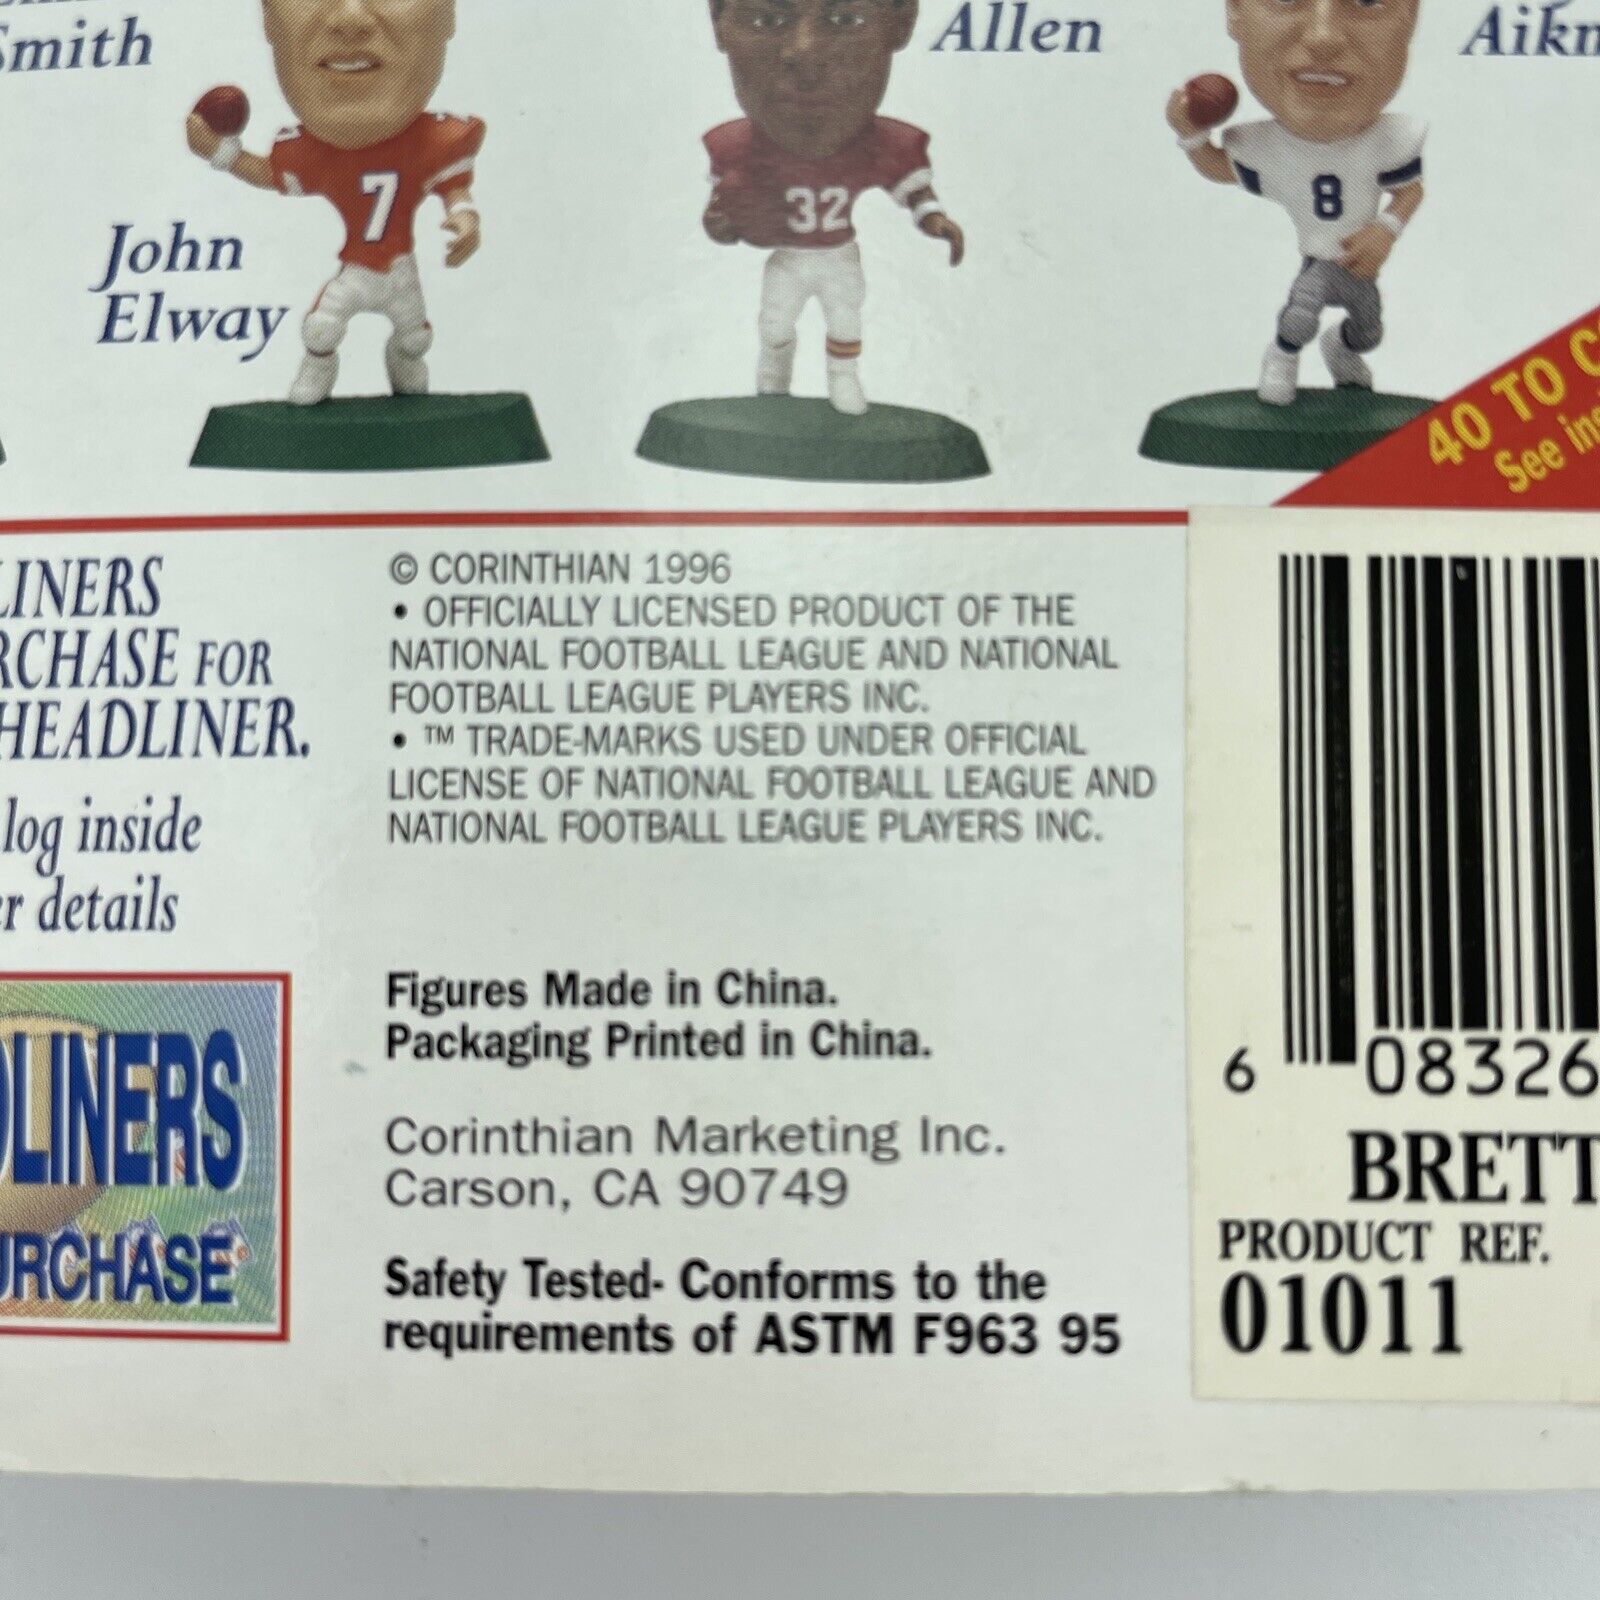 Smith
Allen
John
Elway
7
32
8
40 TO
See
© CORINTHIAN 1996
• OFFICIALLY LICENSED PRODUCT OF THE
NATIONAL FOOTBALL LEAGUE AND NATIONAL
FOOTBALL LEAGUE PLAYERS INC.
• ™ TRADE-MARKS USED UNDER OFFICIAL
LICENSE OF NATIONAL FOOTBALL LEAGUE AND
NATIONAL FOOTBALL LEAGUE PLAYERS INC.
LINERS
RCHASE FOR
HEADLINER.
log inside
er details
DLINERS
URCHASE
Figures Made in China.
Packaging Printed in China.
Corinthian Marketing Inc.
Carson, CA 90749
Safety Tested- Conforms to the
requirements of ASTM F963 95
6 08326
BRETT
PRODUCT REF.
01011